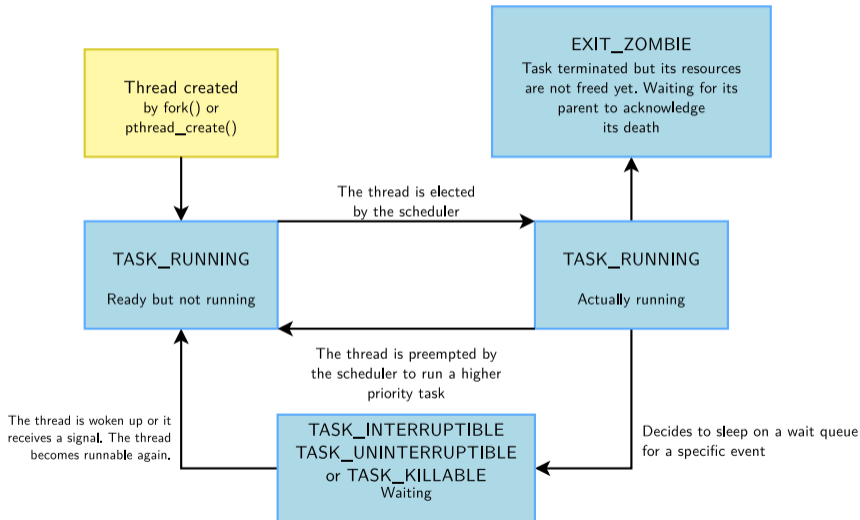 Thread created
by fork() or
pthread_create()
EXIT_ZOMBIE
Task terminated but its resources
are not freed yet. Waiting for its
parent to acknowledge
its death
The thread is elected
by the scheduler
TASK_RUNNING
Ready but not running
TASK_RUNNING
Actually running
The thread is preempted by
the scheduler to run a higher
priority task
The thread is woken up or it
receives a signal. The thread
becomes runnable again.
TASK_INTERRUPTIBLE
TASK_UNINTERRUPTIBLE
or TASK_KILLABLE
Waiting
Decides to sleep on a wait queue
for a specific event